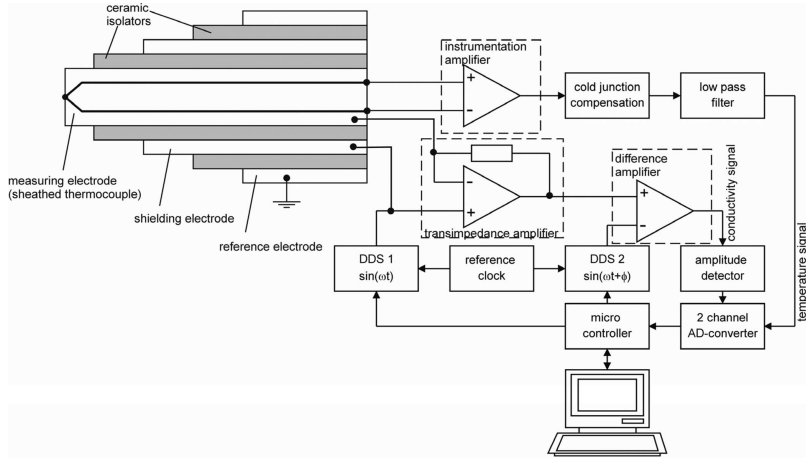 ceramic
isolators
instrumentation
amplifier
+
-
cold junction
compensation
low pass
filter
measuring electrode
(sheathed thermocouple)
shielding electrode
reference electrode
-
+
transimpedance amplifier
difference
amplifier
+
-
conductivity signal
temperature signal
DDS 1
sin(ωt)
reference
clock
DDS 2
sin(ωt+ϕ)
amplitude
detector
micro
controller
2 channel
AD-converter